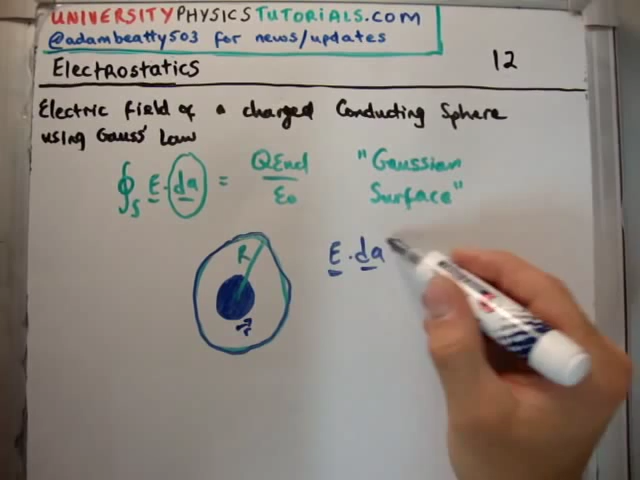 UNIVERSITYPHYSICSTUTORIALS.COM
@adambeatty503 for news/updates
Electrostatics 12
Electric field of a charged Conducting Sphere
using Gauss' Law
∮S E · da = QEncl / ε0
"Gaussian
Surface"
R
E · da